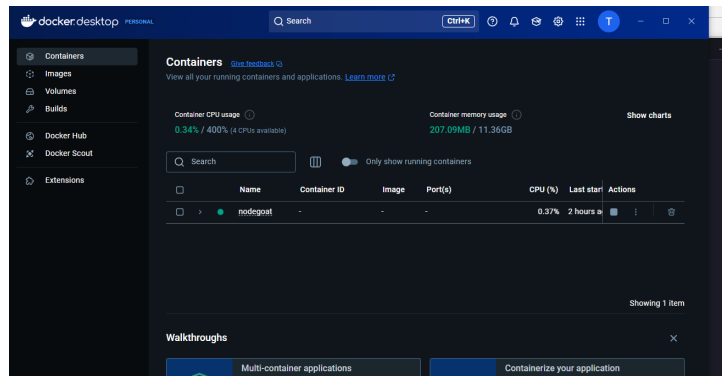 docker.desktop PERSONAL
Search
Ctrl+K
T
Containers
Images
Volumes
Builds
Docker Hub
Docker Scout
Extensions
Containers Give feedback
View all your running containers and applications. Learn more
Container CPU usage
0.34% / 400% (4 CPUs available)
Container memory usage
207.09MB / 11.36GB
Show charts
Search
Only show running containers
Name Container ID Image Port(s) CPU (%) Last start Actions
nodegoat - - - 0.37% 2 hours a
Showing 1 item
Walkthroughs
Multi-container applications
Containerize your application